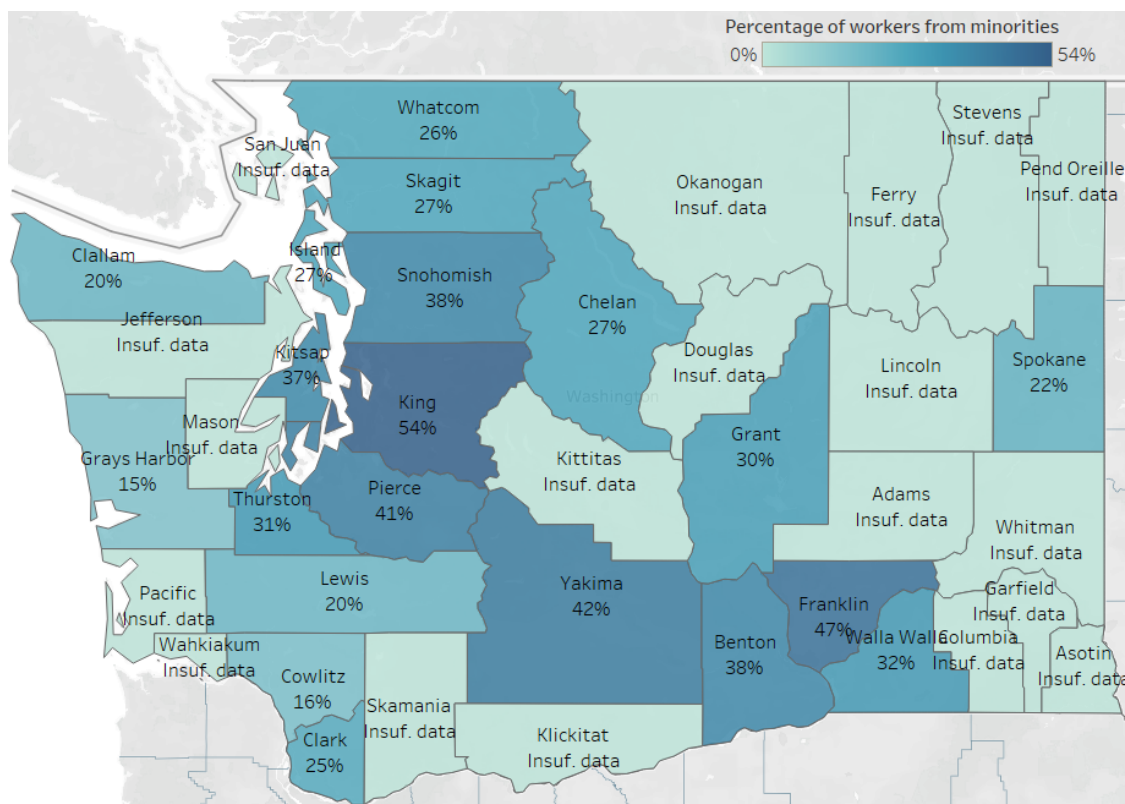 Percentage of workers from minorities
0%
54%
Whatcom
26%
San Juan
Insuf. data
Skagit
27%
Okanogan
Insuf. data
Ferry
Insuf. data
Stevens
Insuf. data
Pend Oreille
Insuf. data
Clallam
20%
Island
27%
Snohomish
38%
Chelan
27%
Jefferson
Insuf. data
Kitsap
37%
Douglas
Insuf. data
Lincoln
Insuf. data
Spokane
22%
Washington
King
54%
Mason
Insuf. data
Grays Harbor
15%
Grant
30%
Kittitas
Insuf. data
Thurston
31%
Pierce
41%
Adams
Insuf. data
Whitman
Insuf. data
Pacific
Insuf. data
Lewis
20%
Yakima
42%
Franklin
47%
Garfield
Insuf. data
Wahkiakum
Insuf. data
Benton
38%
Walla Walla
32%
Columbia
Insuf. data
Asotin
Insuf. data
Cowlitz
16%
Skamania
Insuf. data
Clark
25%
Klickitat
Insuf. data